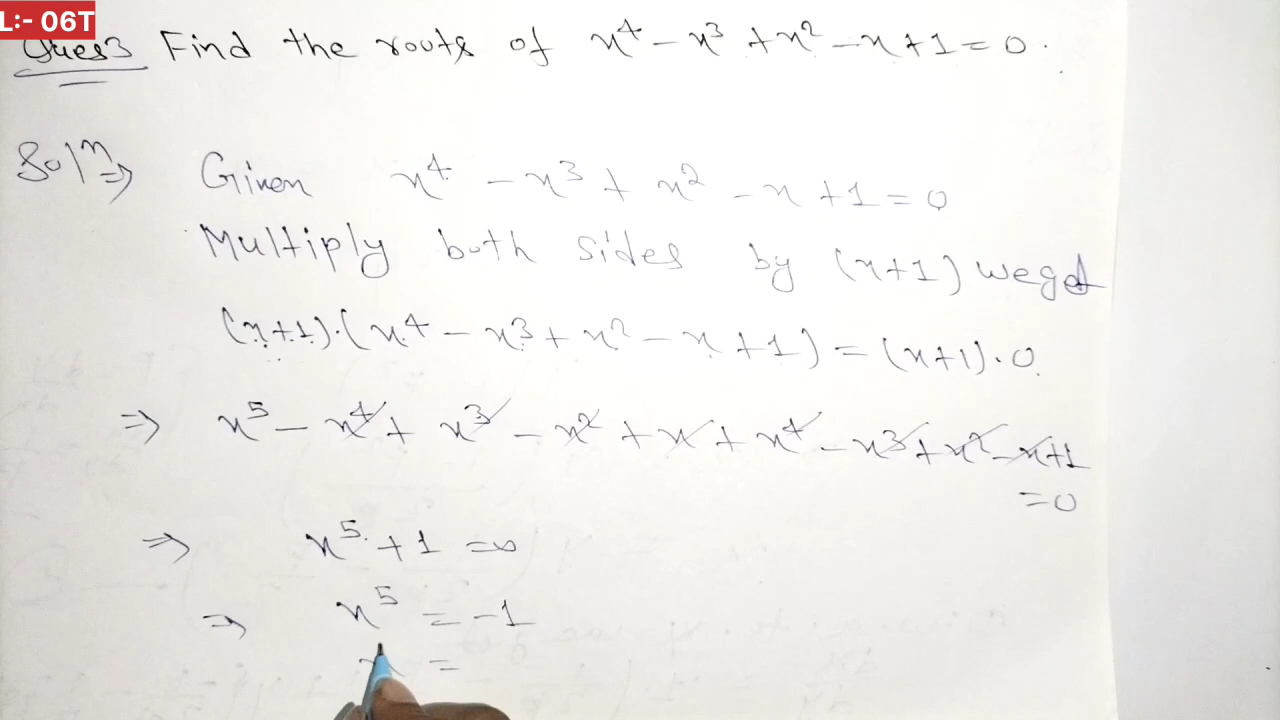 L:- 06T
Ques3 Find the routs of x⁴ - x³ + x² - x + 1 = 0.
Solⁿ⇒ Given x⁴ - x³ + x² - x + 1 = 0
Multiply both sides by (x+1) we get
(x+1)·(x⁴ - x³ + x² - x + 1) = (x+1)·0
⇒ x⁵ - x⁴ + x³ - x² + x + x⁴ - x³ + x² - x + 1
= 0
⇒ x⁵ + 1 = 0
⇒ x⁵ = -1
x =